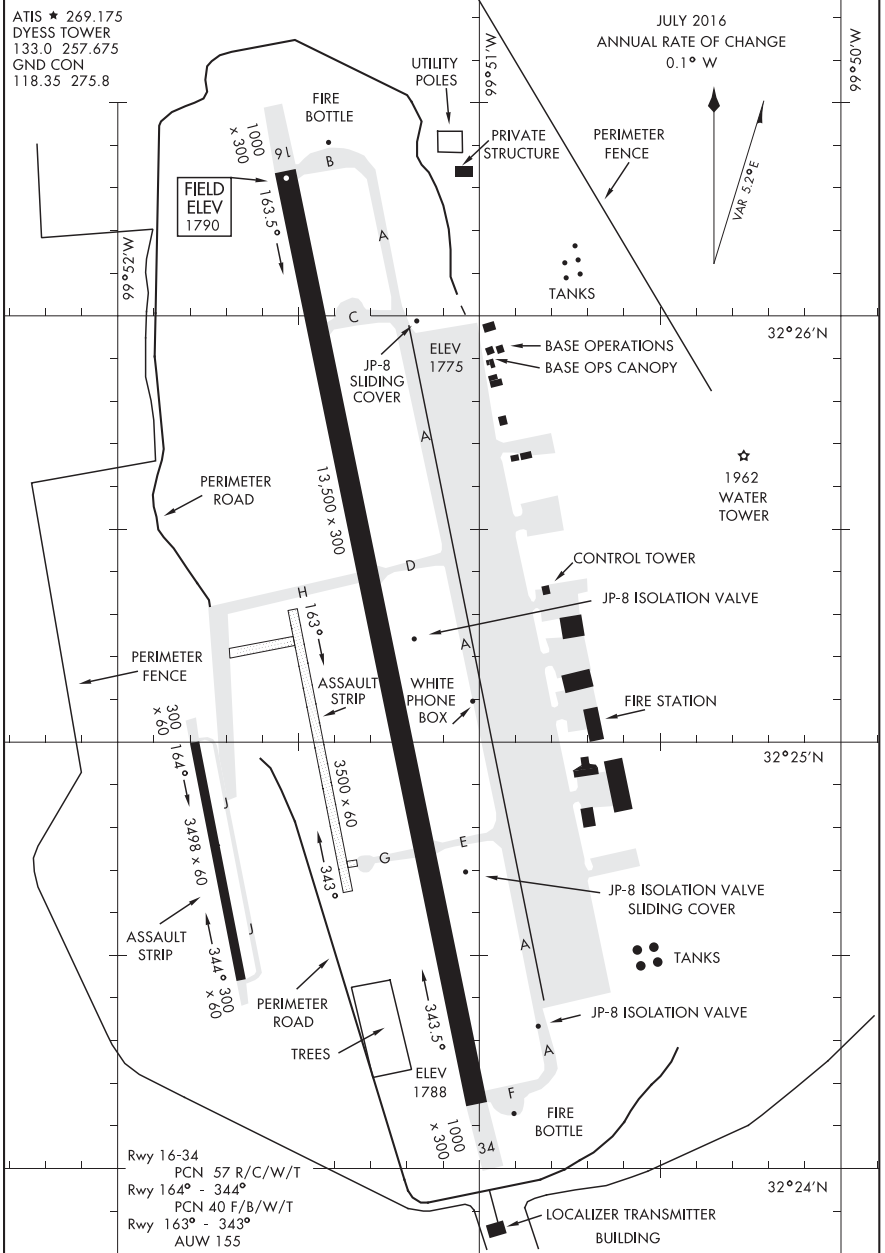 ATIS ★ 269.175
DYESS TOWER
133.0 257.675
GND CON
118.35 275.8
JULY 2016
ANNUAL RATE OF CHANGE
0.1° W
99°51'W
99°50'W
VAR 5.2°E
UTILITY
POLES
FIRE
BOTTLE
PRIVATE
STRUCTURE
PERIMETER
FENCE
1000
x 300
16
B
FIELD
ELEV
1790
163.5°
A
99°52'W
TANKS
C
32°26'N
ELEV
1775
BASE OPERATIONS
BASE OPS CANOPY
JP-8
SLIDING
COVER
A
1962
WATER
TOWER
PERIMETER
ROAD
13,500 x 300
D
CONTROL TOWER
H
JP-8 ISOLATION VALVE
163°
A
PERIMETER
FENCE
ASSAULT
STRIP
WHITE
PHONE
BOX
FIRE STATION
300
x 60
164°
32°25'N
3500 x 60
J
3498 x 60
E
G
343°
JP-8 ISOLATION VALVE
SLIDING COVER
ASSAULT
STRIP
J
A
344°
300
x 60
TANKS
PERIMETER
ROAD
343.5°
JP-8 ISOLATION VALVE
TREES
A
ELEV
1788
F
FIRE
BOTTLE
1000
x 300
34
Rwy 16-34
PCN 57 R/C/W/T
Rwy 164° - 344°
PCN 40 F/B/W/T
Rwy 163° - 343°
AUW 155
32°24'N
LOCALIZER TRANSMITTER
BUILDING